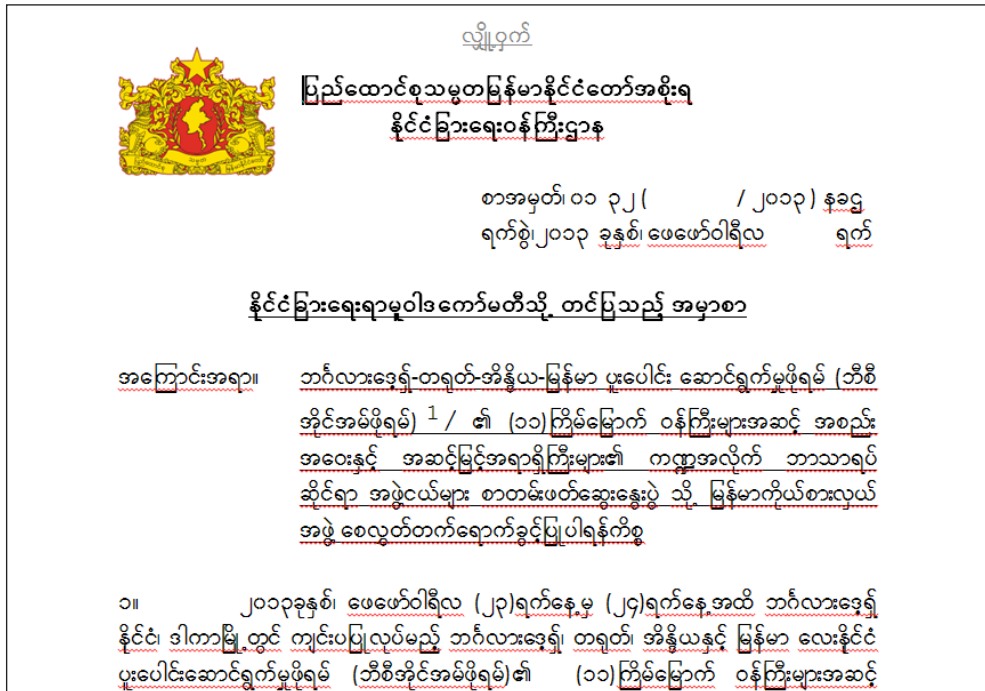 လျှို့ဝှက်
ပြည်ထောင်စုသမ္မတမြန်မာနိုင်ငံတော်အစိုးရ
နိုင်ငံခြားရေးဝန်ကြီးဌာန
စာအမှတ်၊ ၀၁ ၃၂ ( / ၂၀၁၃ ) နခဌ
ရက်စွဲ၊ ၂၀၁၃ ခုနှစ်၊ ဖေဖော်ဝါရီလ ရက်
နိုင်ငံခြားရေးရာမူဝါဒကော်မတီသို့ တင်ပြသည့် အမှာစာ
အကြောင်းအရာ။ ဘင်္ဂလားဒေ့ရှ်-တရုတ်-အိန္ဒိယ-မြန်မာ ပူးပေါင်း ဆောင်ရွက်မှုဖိုရမ် (ဘီစီ
အိုင်အမ်ဖိုရမ်) 1 / ၏ (၁၁)ကြိမ်မြောက် ဝန်ကြီးများအဆင့် အစည်း
အဝေးနှင့် အဆင့်မြင့်အရာရှိကြီးများ၏ ကဏ္ဍအလိုက် ဘာသာရပ်
ဆိုင်ရာ အဖွဲ့ငယ်များ စာတမ်းဖတ်ဆွေးနွေးပွဲ သို့ မြန်မာကိုယ်စားလှယ်
အဖွဲ့ စေလွှတ်တက်ရောက်ခွင့်ပြုပါရန်ကိစ္စ
၁။ ၂၀၁၃ခုနှစ်၊ ဖေဖော်ဝါရီလ (၂၃)ရက်နေ့မှ (၂၄)ရက်နေ့အထိ ဘင်္ဂလားဒေ့ရှ်
နိုင်ငံ၊ ဒါကာမြို့တွင် ကျင်းပပြုလုပ်မည့် ဘင်္ဂလားဒေ့ရှ်၊ တရုတ်၊ အိန္ဒိယနှင့် မြန်မာ လေးနိုင်ငံ
ပူးပေါင်းဆောင်ရွက်မှုဖိုရမ် (ဘီစီအိုင်အမ်ဖိုရမ်)၏ (၁၁)ကြိမ်မြောက် ဝန်ကြီးများအဆင့်